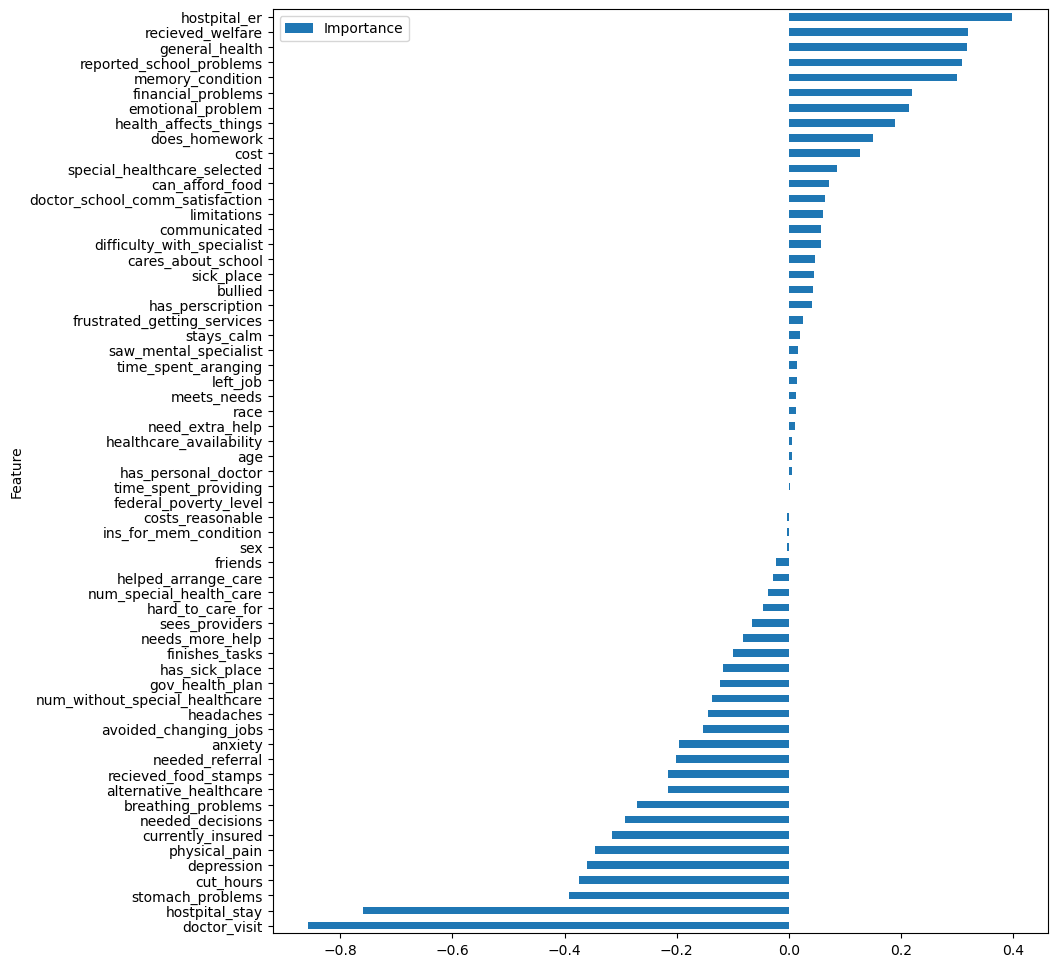 Importance
hostpital_er
recieved_welfare
general_health
reported_school_problems
memory_condition
financial_problems
emotional_problem
health_affects_things
does_homework
cost
special_healthcare_selected
can_afford_food
doctor_school_comm_satisfaction
limitations
communicated
difficulty_with_specialist
cares_about_school
sick_place
bullied
has_perscription
frustrated_getting_services
stays_calm
saw_mental_specialist
time_spent_aranging
left_job
meets_needs
race
need_extra_help
healthcare_availability
age
has_personal_doctor
time_spent_providing
federal_poverty_level
costs_reasonable
ins_for_mem_condition
sex
friends
helped_arrange_care
num_special_health_care
hard_to_care_for
sees_providers
needs_more_help
finishes_tasks
has_sick_place
gov_health_plan
num_without_special_healthcare
headaches
avoided_changing_jobs
anxiety
needed_referral
recieved_food_stamps
alternative_healthcare
breathing_problems
needed_decisions
currently_insured
physical_pain
depression
cut_hours
stomach_problems
hostpital_stay
doctor_visit
Feature
−0.8 −0.6 −0.4 −0.2 0.0 0.2 0.4